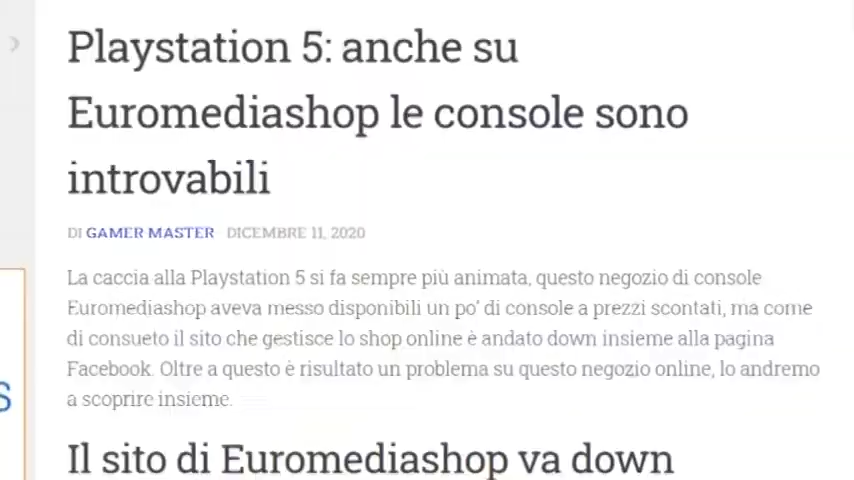 Playstation 5: anche su
Euromediashop le console sono
introvabili
DI GAMER MASTER DICEMBRE 11, 2020
La caccia alla Playstation 5 si fa sempre più animata, questo negozio di console
Euromediashop aveva messo disponibili un po' di console a prezzi scontati, ma come
di consueto il sito che gestisce lo shop online è andato down insieme alla pagina
Facebook. Oltre a questo è risultato un problema su questo negozio online, lo andremo
a scoprire insieme.
S
Il sito di Euromediashop va down